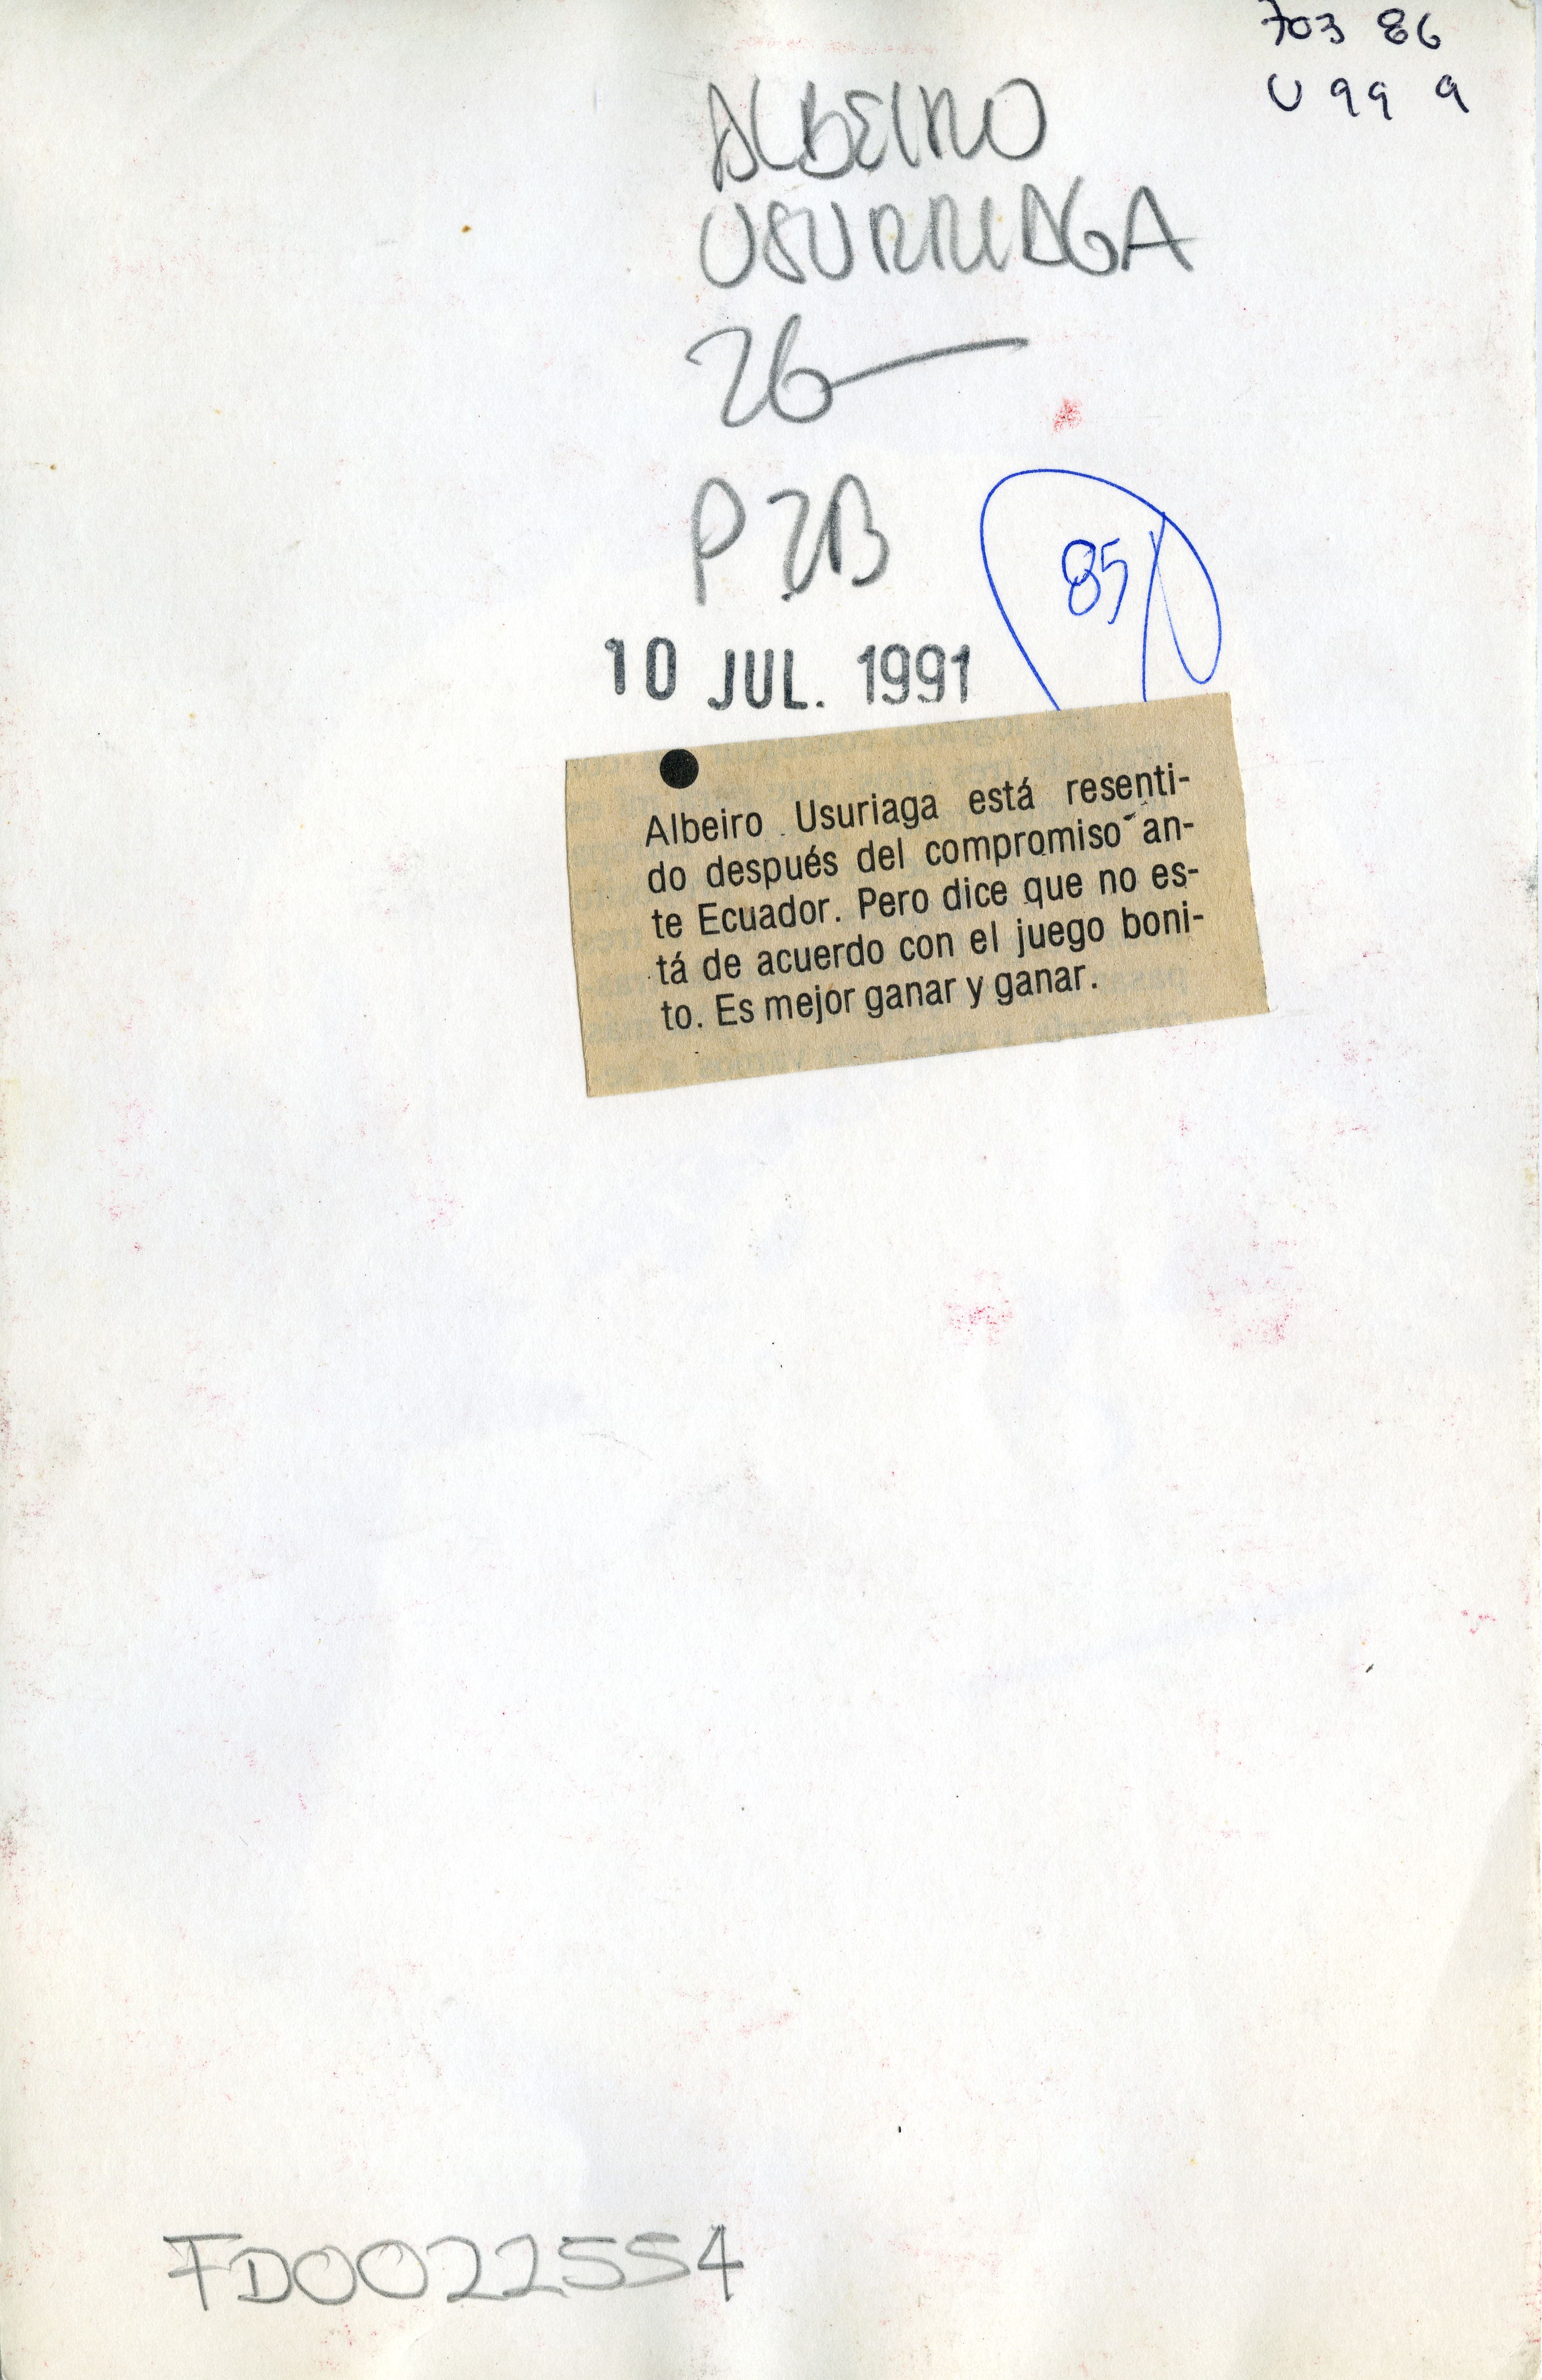 703 86
U 99 9
ALBEIRO
USURRIAGA
26
P 2B
85
10 JUL. 1991
Albeiro Usuriaga está resenti-
do después del compromiso an-
te Ecuador. Pero dice que no es-
tá de acuerdo con el juego boni-
to. Es mejor ganar y ganar.
FD0022554